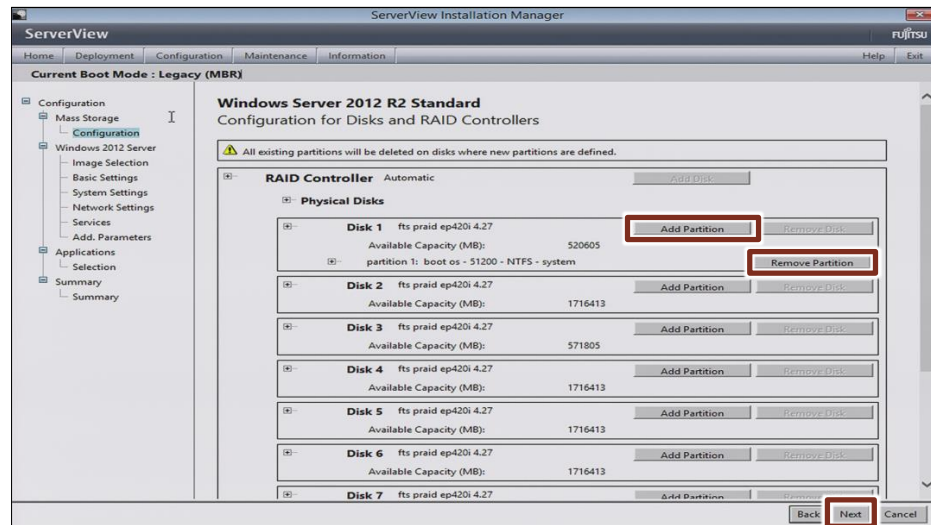 ServerView Installation Manager
ServerView
FUJITSU
Home Deployment Configuration Maintenance Information Help Exit
Current Boot Mode : Legacy (MBR)
Configuration
Mass Storage
Configuration
Windows 2012 Server
Image Selection
Basic Settings
System Settings
Network Settings
Services
Add. Parameters
Applications
Selection
Summary
Summary
Windows Server 2012 R2 Standard
Configuration for Disks and RAID Controllers
All existing partitions will be deleted on disks where new partitions are defined.
RAID Controller Automatic Add Disk
Physical Disks
Disk 1 fts praid ep420i 4.27 Add Partition Remove Disk
Available Capacity (MB): 520605
partition 1: boot os - 51200 - NTFS - system Remove Partition
Disk 2 fts praid ep420i 4.27 Add Partition Remove Disk
Available Capacity (MB): 1716413
Disk 3 fts praid ep420i 4.27 Add Partition Remove Disk
Available Capacity (MB): 571805
Disk 4 fts praid ep420i 4.27 Add Partition Remove Disk
Available Capacity (MB): 1716413
Disk 5 fts praid ep420i 4.27 Add Partition Remove Disk
Available Capacity (MB): 1716413
Disk 6 fts praid ep420i 4.27 Add Partition Remove Disk
Available Capacity (MB): 1716413
Disk 7 fts praid ep420i 4.27 Add Partition Remove Disk
Back Next Cancel